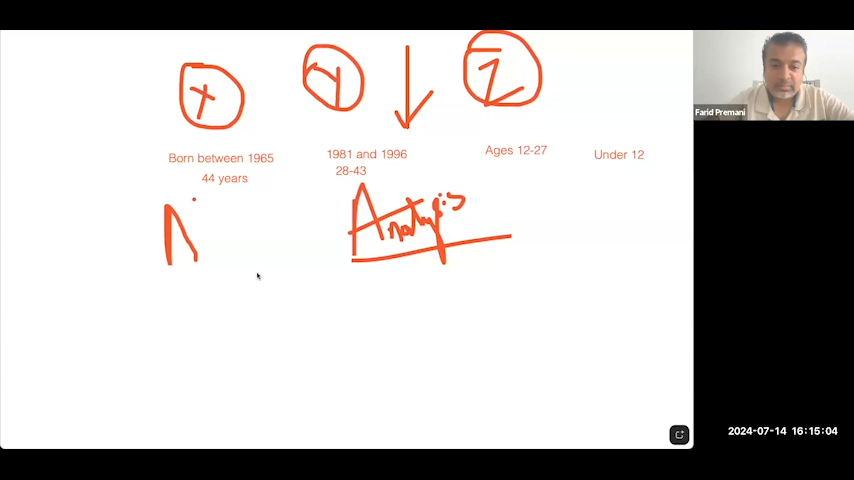 X Y Z
Born between 1965
44 years
1981 and 1996
28-43
Ages 12-27
Under 12
Analysis
Farid Premani
2024-07-14 16:15:04